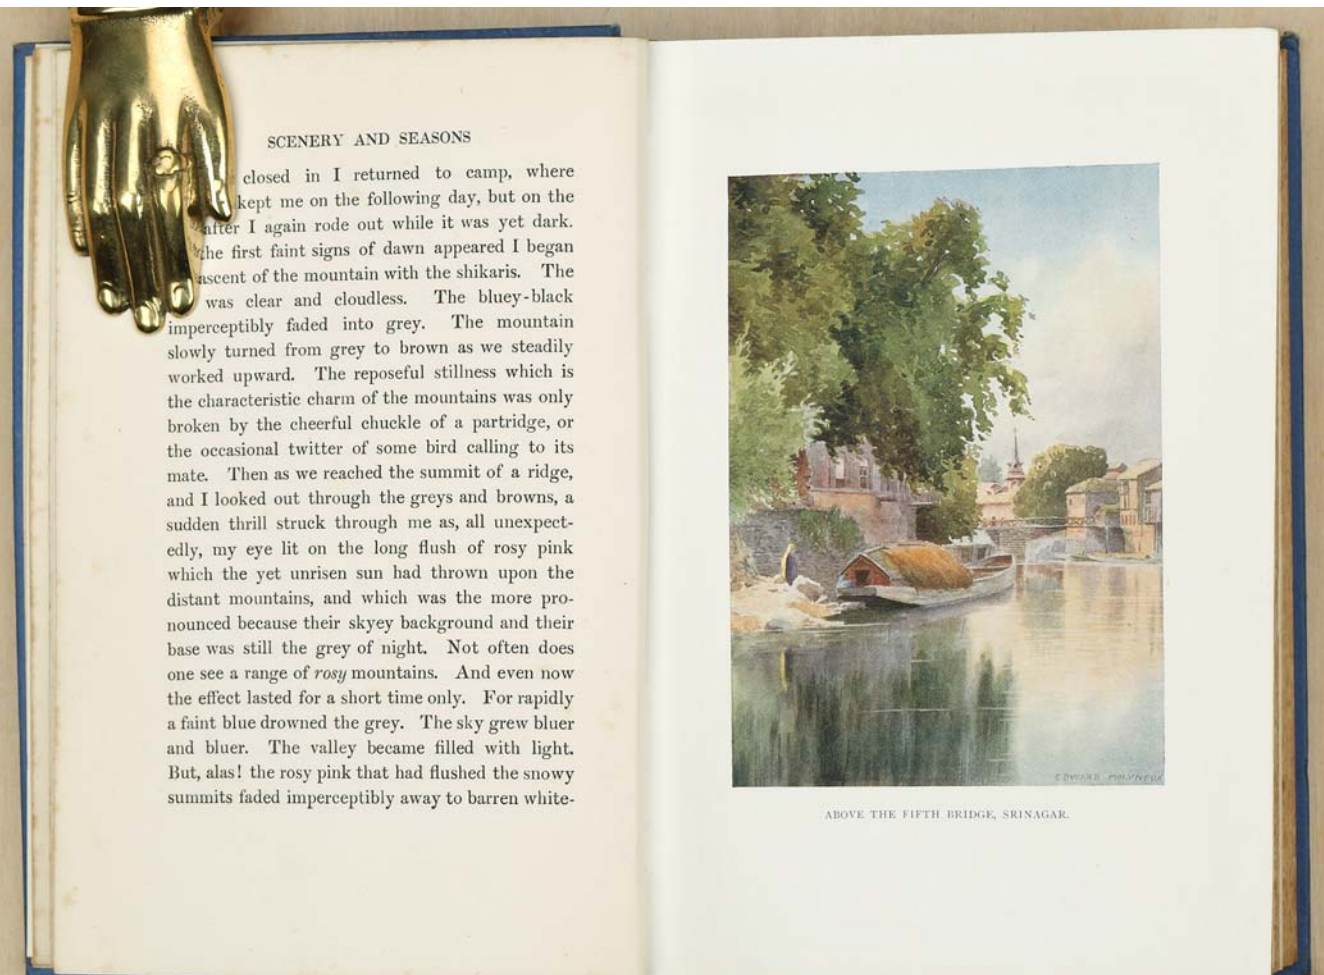 SCENERY AND SEASONS
closed in I returned to camp, where
kept me on the following day, but on the
after I again rode out while it was yet dark.
the first faint signs of dawn appeared I began
ascent of the mountain with the shikaris. The
was clear and cloudless. The bluey-black
imperceptibly faded into grey. The mountain
slowly turned from grey to brown as we steadily
worked upward. The reposeful stillness which is
the characteristic charm of the mountains was only
broken by the cheerful chuckle of a partridge, or
the occasional twitter of some bird calling to its
mate. Then as we reached the summit of a ridge,
and I looked out through the greys and browns, a
sudden thrill struck through me as, all unexpect-
edly, my eye lit on the long flush of rosy pink
which the yet unrisen sun had thrown upon the
distant mountains, and which was the more pro-
nounced because their skyey background and their
base was still the grey of night. Not often does
one see a range of rosy mountains. And even now
the effect lasted for a short time only. For rapidly
a faint blue drowned the grey. The sky grew bluer
and bluer. The valley became filled with light.
But, alas! the rosy pink that had flushed the snowy
summits faded imperceptibly away to barren white-
EDWARD MOLYNEUX
ABOVE THE FIFTH BRIDGE, SRINAGAR.